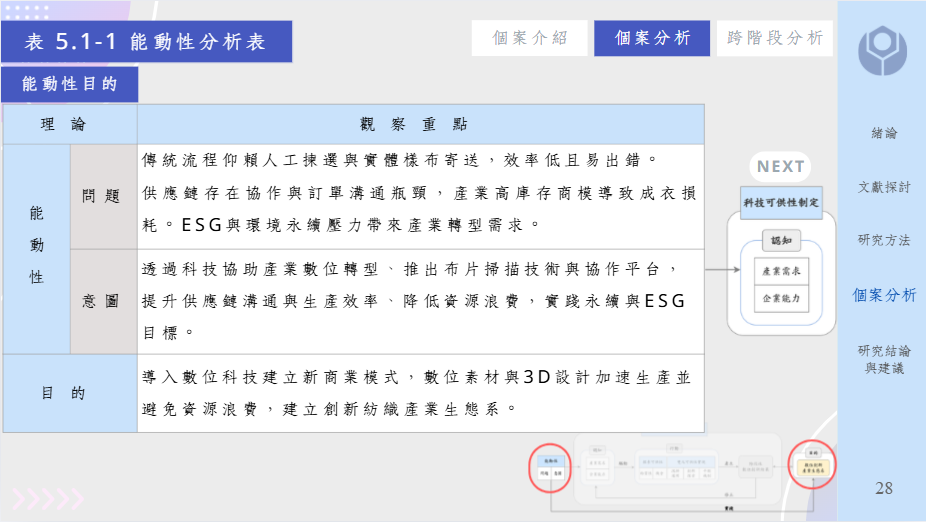 表 5.1-1 能動性分析表
個案介紹
個案分析
跨階段分析
能動性目的
理 論
觀 察 重 點
能動性
問 題
傳統流程仰賴人工揀選與實體樣布寄送，效率低且易出錯。
供應鏈存在協作與訂單溝通瓶頸，產業高庫存商模導致成衣損
耗。ESG與環境永續壓力帶來產業轉型需求。
意 圖
透過科技協助產業數位轉型、推出布片掃描技術與協作平台，
提升供應鏈溝通與生產效率、降低資源浪費，實踐永續與ESG
目標。
目 的
導入數位科技建立新商業模式，數位素材與3D設計加速生產並
避免資源浪費，建立創新紡織產業生態系。
NEXT
科技可供性制定
認知
產業需求
企業能力
緒論
文獻探討
研究方法
個案分析
研究結論
與建議
28